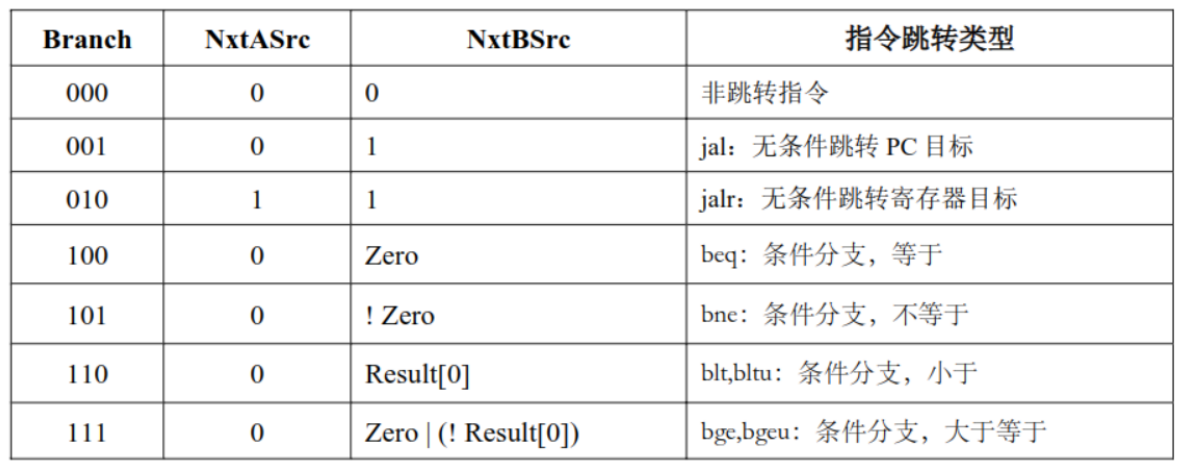 Branch NxtASrc NxtBSrc 指令跳转类型
000 0 0 非跳转指令
001 0 1 jal：无条件跳转 PC 目标
010 1 1 jalr：无条件跳转寄存器目标
100 0 Zero beq：条件分支，等于
101 0 ! Zero bne：条件分支，不等于
110 0 Result[0] blt,bltu：条件分支，小于
111 0 Zero | (! Result[0]) bge,bgeu：条件分支，大于等于